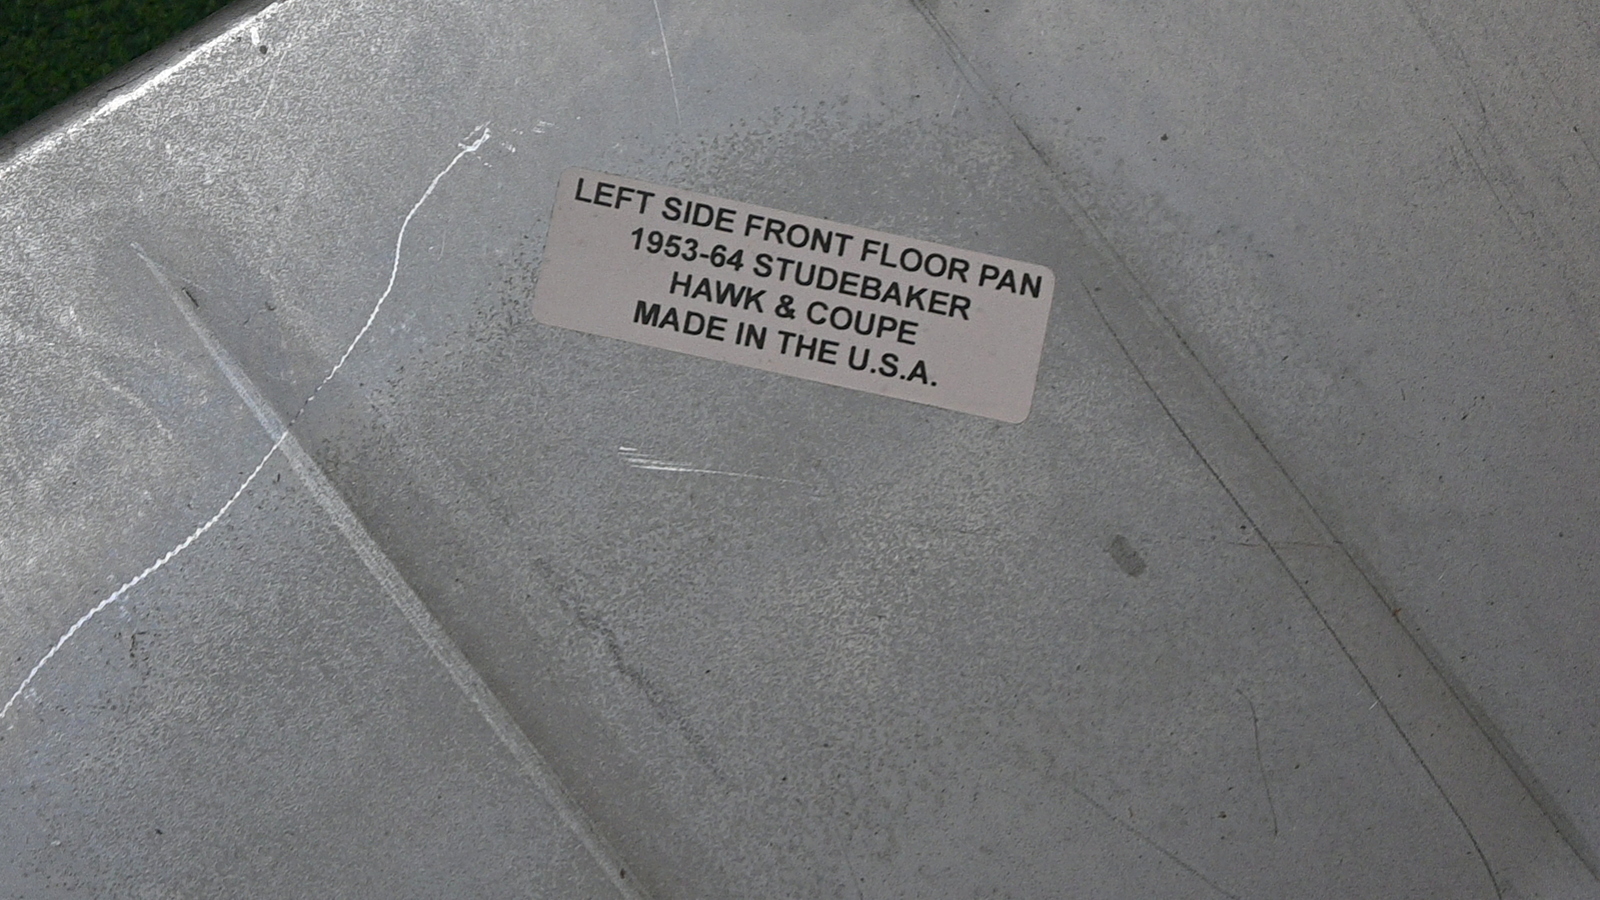 LEFT SIDE FRONT FLOOR PAN
1953-64 STUDEBAKER
HAWK & COUPE
MADE IN THE U.S.A.